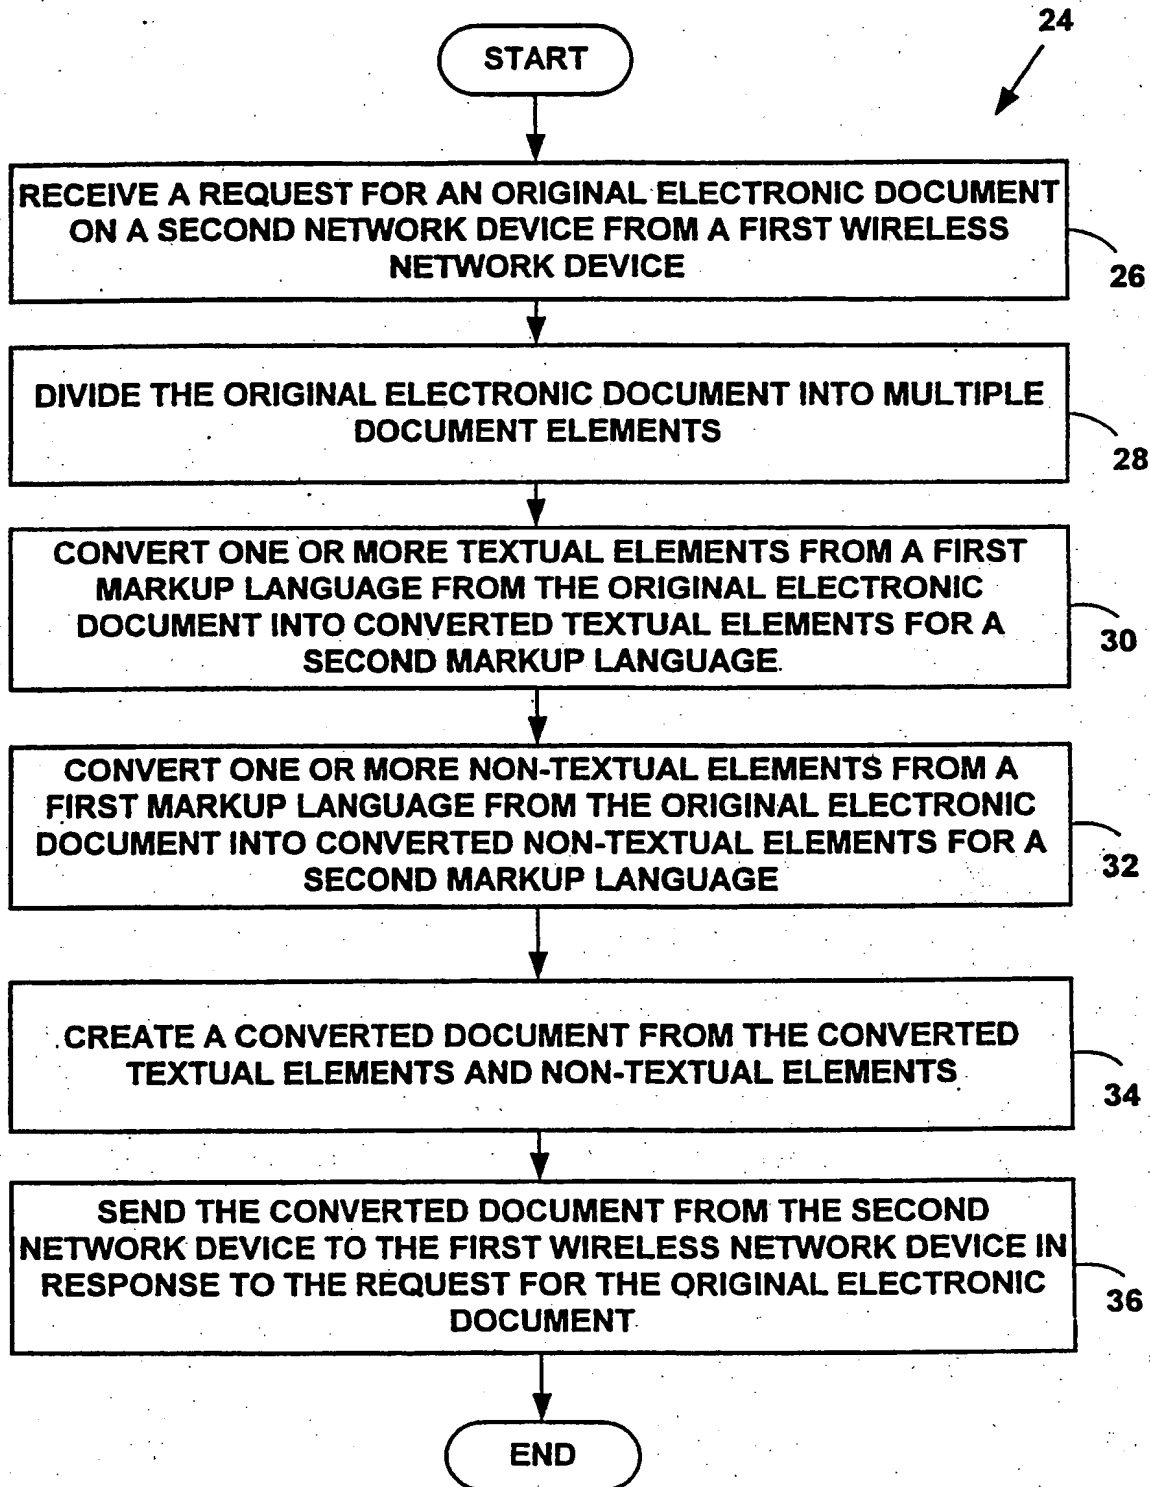 24
START
RECEIVE A REQUEST FOR AN ORIGINAL ELECTRONIC DOCUMENT
ON A SECOND NETWORK DEVICE FROM A FIRST WIRELESS
NETWORK DEVICE
26
DIVIDE THE ORIGINAL ELECTRONIC DOCUMENT INTO MULTIPLE
DOCUMENT ELEMENTS
28
CONVERT ONE OR MORE TEXTUAL ELEMENTS FROM A FIRST
MARKUP LANGUAGE FROM THE ORIGINAL ELECTRONIC
DOCUMENT INTO CONVERTED TEXTUAL ELEMENTS FOR A
SECOND MARKUP LANGUAGE
30
CONVERT ONE OR MORE NON-TEXTUAL ELEMENTS FROM A
FIRST MARKUP LANGUAGE FROM THE ORIGINAL ELECTRONIC
DOCUMENT INTO CONVERTED NON-TEXTUAL ELEMENTS FOR A
SECOND MARKUP LANGUAGE
32
CREATE A CONVERTED DOCUMENT FROM THE CONVERTED
TEXTUAL ELEMENTS AND NON-TEXTUAL ELEMENTS
34
SEND THE CONVERTED DOCUMENT FROM THE SECOND
NETWORK DEVICE TO THE FIRST WIRELESS NETWORK DEVICE IN
RESPONSE TO THE REQUEST FOR THE ORIGINAL ELECTRONIC
DOCUMENT
36
END